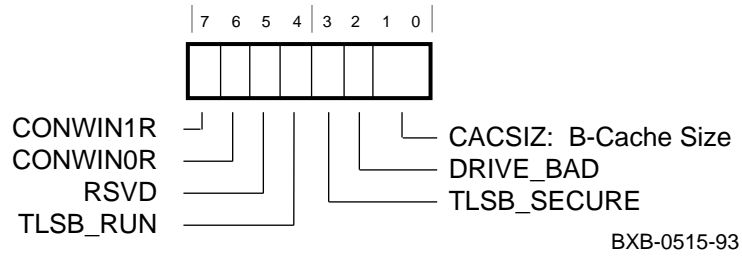 7 6 5 4 3 2 1 0
CONWIN1R
CONWIN0R
RSVD
TLSB_RUN
CACSIZ: B-Cache Size
DRIVE_BAD
TLSB_SECURE
BXB-0515-93